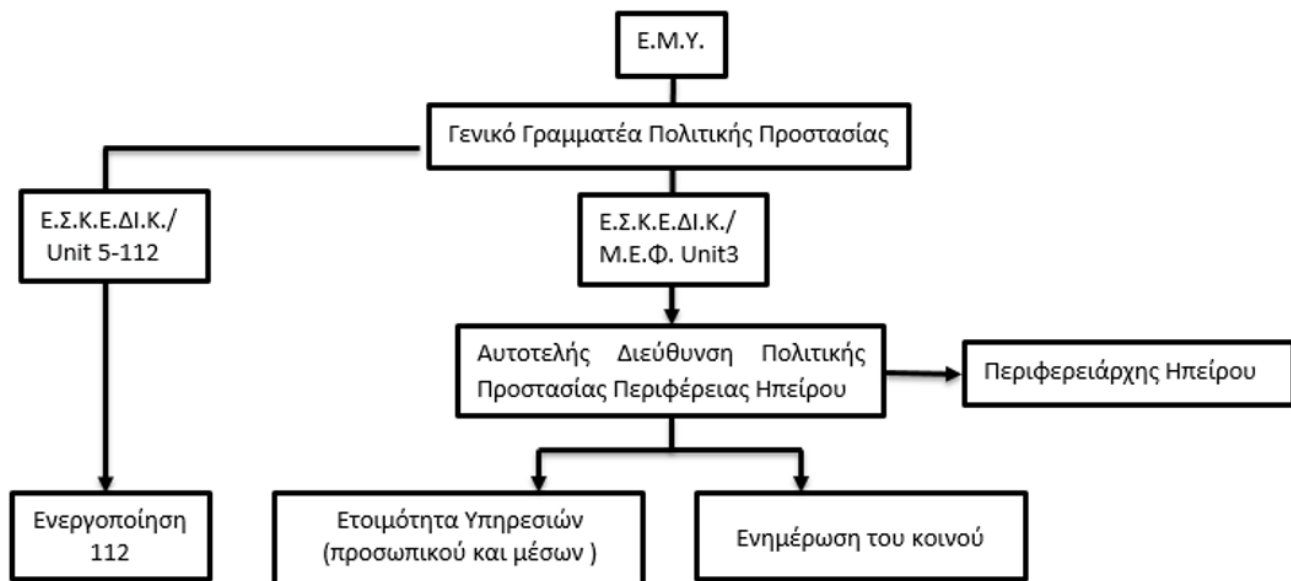 Ε.Μ.Υ.
Γενικό Γραμματέα Πολιτικής Προστασίας
Ε.Σ.Κ.Ε.ΔΙ.Κ./
Unit 5-112
Ε.Σ.Κ.Ε.ΔΙ.Κ./
Μ.Ε.Φ. Unit3
Αυτοτελής Διεύθυνση Πολιτικής
Προστασίας Περιφέρειας Ηπείρου
Περιφερειάρχης Ηπείρου
Ενεργοποίηση
112
Ετοιμότητα Υπηρεσιών
(προσωπικού και μέσων )
Ενημέρωση του κοινού